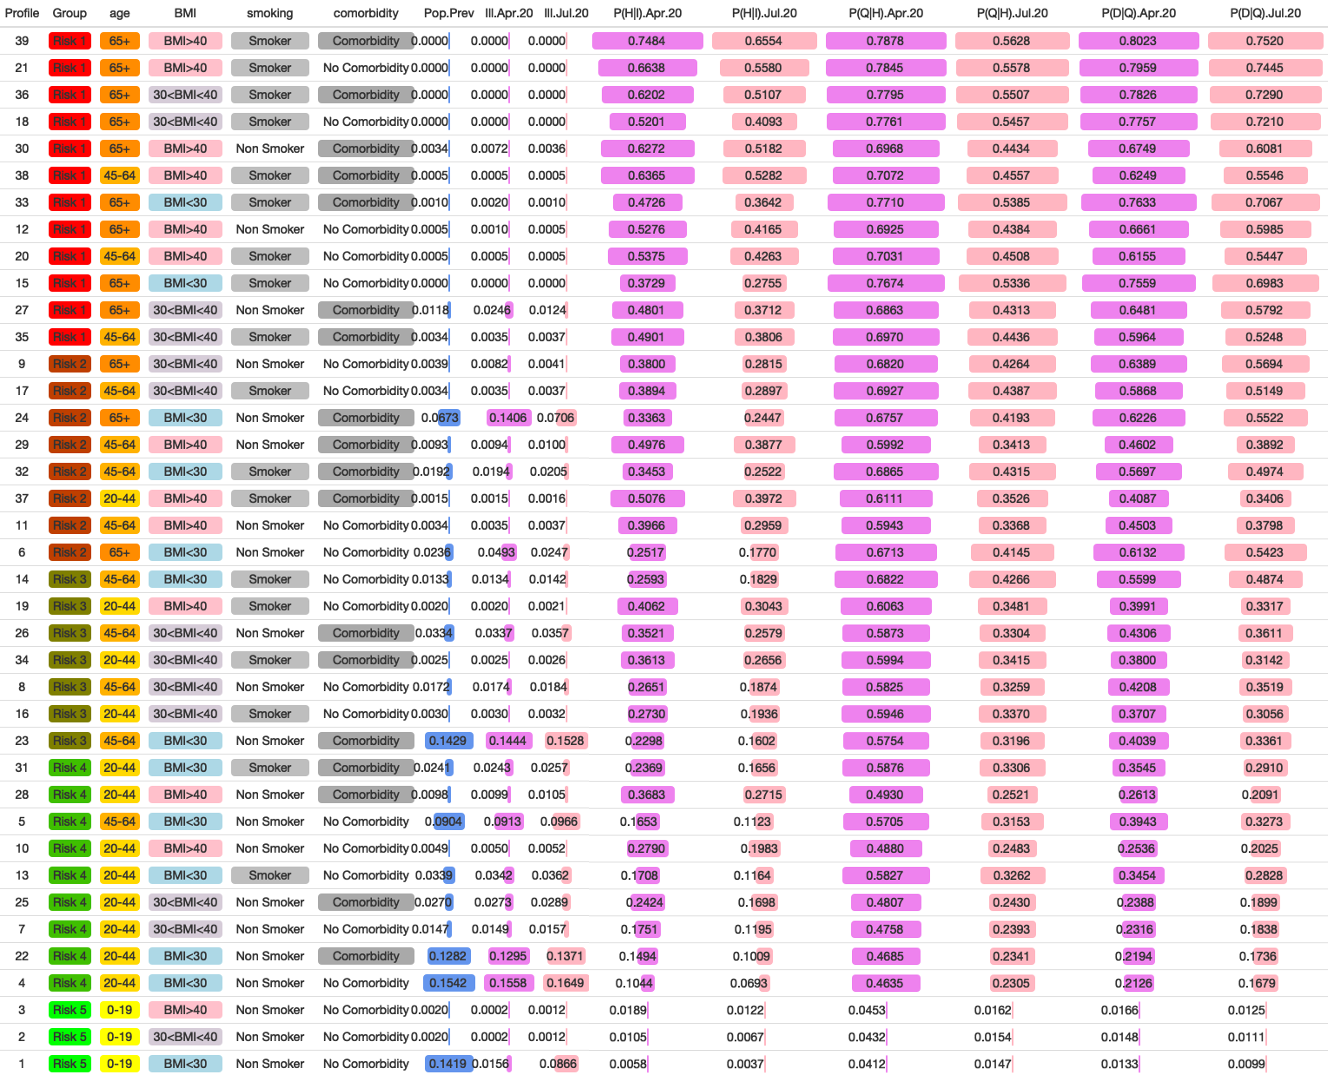 Profile Group age BMI smoking comorbidity Pop.Prev Ill.Apr.20 Ill.Jul.20 P(H|I).Apr.20 P(H|I).Jul.20 P(Q|H).Apr.20 P(Q|H).Jul.20 P(D|Q).Apr.20 P(D|Q).Jul.20
39 Risk 1 65+ BMI>40 Smoker Comorbidity 0.0000 0.0000 0.0000 0.7484 0.6554 0.7878 0.5628 0.8023 0.7520
21 Risk 1 65+ BMI>40 Smoker No Comorbidity 0.0000 0.0000 0.0000 0.6638 0.5580 0.7845 0.5578 0.7959 0.7445
36 Risk 1 65+ 30<BMI<40 Smoker Comorbidity 0.0000 0.0000 0.0000 0.6202 0.5107 0.7795 0.5507 0.7826 0.7290
18 Risk 1 65+ 30<BMI<40 Smoker No Comorbidity 0.0000 0.0000 0.0000 0.5201 0.4093 0.7761 0.5457 0.7757 0.7210
30 Risk 1 65+ BMI>40 Non Smoker Comorbidity 0.0034 0.0072 0.0036 0.6272 0.5182 0.6968 0.4434 0.6749 0.6081
38 Risk 1 45-64 BMI>40 Smoker Comorbidity 0.0005 0.0005 0.0005 0.6365 0.5282 0.7072 0.4557 0.6249 0.5546
33 Risk 1 65+ BMI<30 Smoker Comorbidity 0.0010 0.0020 0.0010 0.4726 0.3642 0.7710 0.5385 0.7633 0.7067
12 Risk 1 65+ BMI>40 Non Smoker No Comorbidity 0.0005 0.0010 0.0005 0.5276 0.4165 0.6925 0.4384 0.6661 0.5985
20 Risk 1 45-64 BMI>40 Smoker No Comorbidity 0.0005 0.0005 0.0005 0.5375 0.4263 0.7031 0.4508 0.6155 0.5447
15 Risk 1 65+ BMI<30 Smoker No Comorbidity 0.0000 0.0000 0.0000 0.3729 0.2755 0.7674 0.5336 0.7559 0.6983
27 Risk 1 65+ 30<BMI<40 Non Smoker Comorbidity 0.0118 0.0246 0.0124 0.4801 0.3712 0.6863 0.4313 0.6481 0.5792
35 Risk 1 45-64 30<BMI<40 Smoker Comorbidity 0.0034 0.0035 0.0037 0.4901 0.3806 0.6970 0.4436 0.5964 0.5248
9 Risk 2 65+ 30<BMI<40 Non Smoker No Comorbidity 0.0039 0.0082 0.0041 0.3800 0.2815 0.6820 0.4264 0.6389 0.5694
17 Risk 2 45-64 30<BMI<40 Smoker No Comorbidity 0.0034 0.0035 0.0037 0.3894 0.2897 0.6927 0.4387 0.5868 0.5149
24 Risk 2 65+ BMI<30 Non Smoker Comorbidity 0.0673 0.1406 0.0706 0.3363 0.2447 0.6757 0.4193 0.6226 0.5522
29 Risk 2 45-64 BMI>40 Non Smoker Comorbidity 0.0093 0.0094 0.0100 0.4976 0.3877 0.5992 0.3413 0.4602 0.3892
32 Risk 2 45-64 BMI<30 Smoker Comorbidity 0.0192 0.0194 0.0205 0.3453 0.2522 0.6865 0.4315 0.5697 0.4974
37 Risk 2 20-44 BMI>40 Smoker Comorbidity 0.0015 0.0015 0.0016 0.5076 0.3972 0.6111 0.3526 0.4087 0.3406
11 Risk 2 45-64 BMI>40 Non Smoker No Comorbidity 0.0034 0.0035 0.0037 0.3966 0.2959 0.5943 0.3368 0.4503 0.3798
6 Risk 2 65+ BMI<30 Non Smoker No Comorbidity 0.0236 0.0493 0.0247 0.2517 0.1770 0.6713 0.4145 0.6132 0.5423
14 Risk 3 45-64 BMI<30 Smoker No Comorbidity 0.0133 0.0134 0.0142 0.2593 0.1829 0.6822 0.4266 0.5599 0.4874
19 Risk 3 20-44 BMI>40 Smoker No Comorbidity 0.0020 0.0020 0.0021 0.4062 0.3043 0.6063 0.3481 0.3991 0.3317
26 Risk 3 45-64 30<BMI<40 Non Smoker Comorbidity 0.0334 0.0337 0.0357 0.3521 0.2579 0.5873 0.3304 0.4306 0.3611
34 Risk 3 20-44 30<BMI<40 Smoker Comorbidity 0.0025 0.0025 0.0026 0.3613 0.2656 0.5994 0.3415 0.3800 0.3142
8 Risk 3 45-64 30<BMI<40 Non Smoker No Comorbidity 0.0172 0.0174 0.0184 0.2651 0.1874 0.5825 0.3259 0.4208 0.3519
16 Risk 3 20-44 30<BMI<40 Smoker No Comorbidity 0.0030 0.0030 0.0032 0.2730 0.1936 0.5946 0.3370 0.3707 0.3056
23 Risk 3 45-64 BMI<30 Non Smoker Comorbidity 0.1429 0.1444 0.1528 0.2298 0.1602 0.5754 0.3196 0.4039 0.3361
31 Risk 4 20-44 BMI<30 Smoker Comorbidity 0.0241 0.0243 0.0257 0.2369 0.1656 0.5876 0.3306 0.3545 0.2910
28 Risk 4 20-44 BMI>40 Non Smoker Comorbidity 0.0098 0.0099 0.0105 0.3683 0.2715 0.4930 0.2521 0.2613 0.2091
5 Risk 4 45-64 BMI<30 Non Smoker No Comorbidity 0.0904 0.0913 0.0966 0.1653 0.1123 0.5705 0.3153 0.3943 0.3273
10 Risk 4 20-44 BMI>40 Non Smoker No Comorbidity 0.0049 0.0050 0.0052 0.2790 0.1983 0.4880 0.2483 0.2536 0.2025
13 Risk 4 20-44 BMI<30 Smoker No Comorbidity 0.0339 0.0342 0.0362 0.1708 0.1164 0.5827 0.3262 0.3454 0.2828
25 Risk 4 20-44 30<BMI<40 Non Smoker Comorbidity 0.0270 0.0273 0.0289 0.2424 0.1698 0.4807 0.2430 0.2388 0.1899
7 Risk 4 20-44 30<BMI<40 Non Smoker No Comorbidity 0.0147 0.0149 0.0157 0.1751 0.1195 0.4758 0.2393 0.2316 0.1838
22 Risk 4 20-44 BMI<30 Non Smoker Comorbidity 0.1282 0.1295 0.1371 0.1494 0.1009 0.4685 0.2341 0.2194 0.1736
4 Risk 4 20-44 BMI<30 Non Smoker No Comorbidity 0.1542 0.1558 0.1649 0.1044 0.0693 0.4635 0.2305 0.2126 0.1679
3 Risk 5 0-19 BMI>40 Non Smoker No Comorbidity 0.0020 0.0002 0.0012 0.0189 0.0122 0.0453 0.0162 0.0166 0.0125
2 Risk 5 0-19 30<BMI<40 Non Smoker No Comorbidity 0.0020 0.0002 0.0012 0.0105 0.0067 0.0432 0.0154 0.0148 0.0111
1 Risk 5 0-19 BMI<30 Non Smoker No Comorbidity 0.1419 0.0156 0.0866 0.0058 0.0037 0.0412 0.0147 0.0133 0.0099